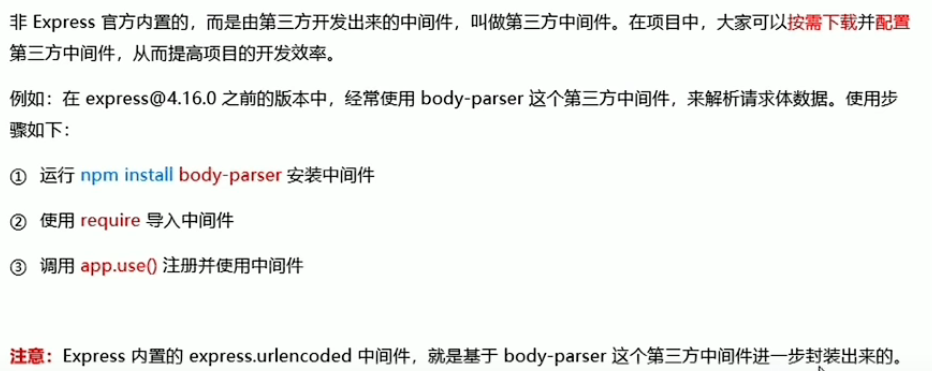 非 Express 官方内置的，而是由第三方开发出来的中间件，叫做第三方中间件。在项目中，大家可以按需下载并配置
第三方中间件，从而提高项目的开发效率。
例如：在 express@4.16.0 之前的版本中，经常使用 body-parser 这个第三方中间件，来解析请求体数据。使用步
骤如下：
① 运行 npm install body-parser 安装中间件
② 使用 require 导入中间件
③ 调用 app.use() 注册并使用中间件
注意：Express 内置的 express.urlencoded 中间件，就是基于 body-parser 这个第三方中间件进一步封装出来的。